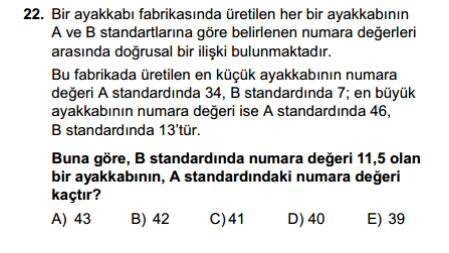 22. Bir ayakkabı fabrikasında üretilen her bir ayakkabının
A ve B standartlarına göre belirlenen numara değerleri
arasında doğrusal bir ilişki bulunmaktadır.
Bu fabrikada üretilen en küçük ayakkabının numara
değeri A standardında 34, B standardında 7; en büyük
ayakkabının numara değeri ise A standardında 46,
B standardında 13'tür.
Buna göre, B standardında numara değeri 11,5 olan
bir ayakkabının, A standardındaki numara değeri
kaçtır?
A) 43 B) 42 C) 41 D) 40 E) 39